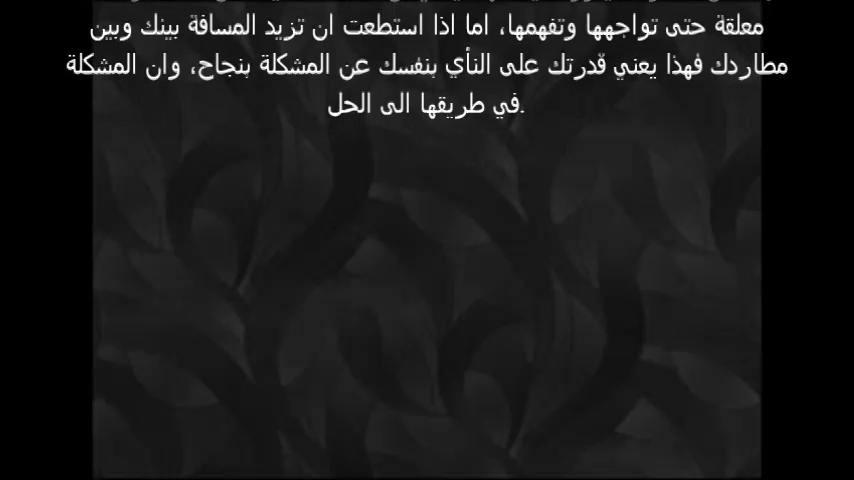 معلقة حتى تواجهها وتفهمها، اما اذا استطعت ان تزيد المسافة بينك وبين
مطاردك فهذا يعني قدرتك على النأي بنفسك عن المشكلة بنجاح، وان المشكلة
في طريقها الى الحل.